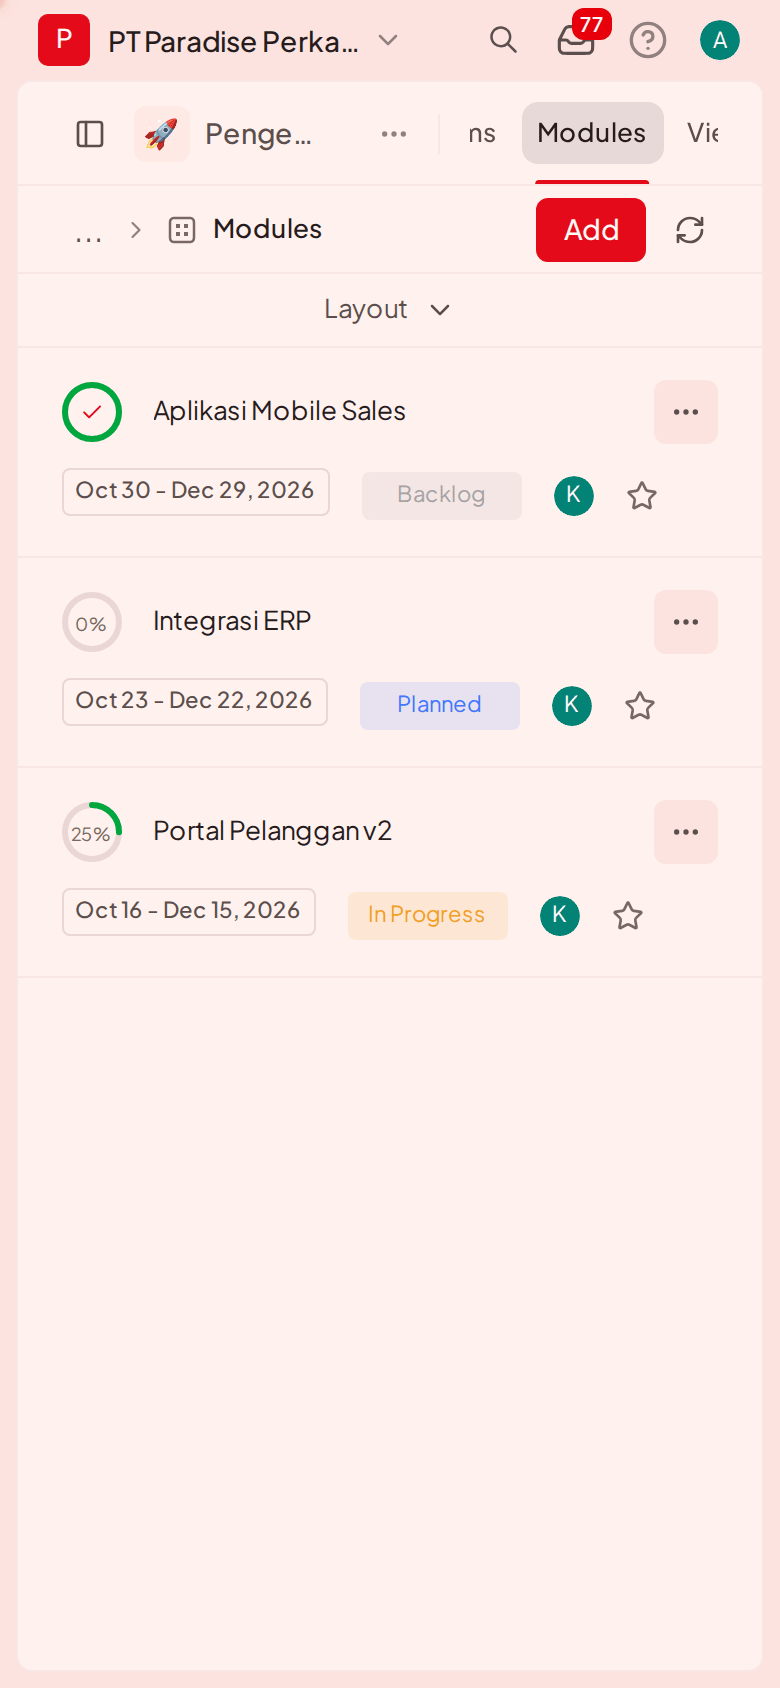 P PT Paradise Perka... 77 A
Penge... ns Modules Vie
... Modules Add
Layout
Aplikasi Mobile Sales
Oct 30 - Dec 29, 2026 Backlog K
0% Integrasi ERP
Oct 23 - Dec 22, 2026 Planned K
25% Portal Pelanggan v2
Oct 16 - Dec 15, 2026 In Progress K